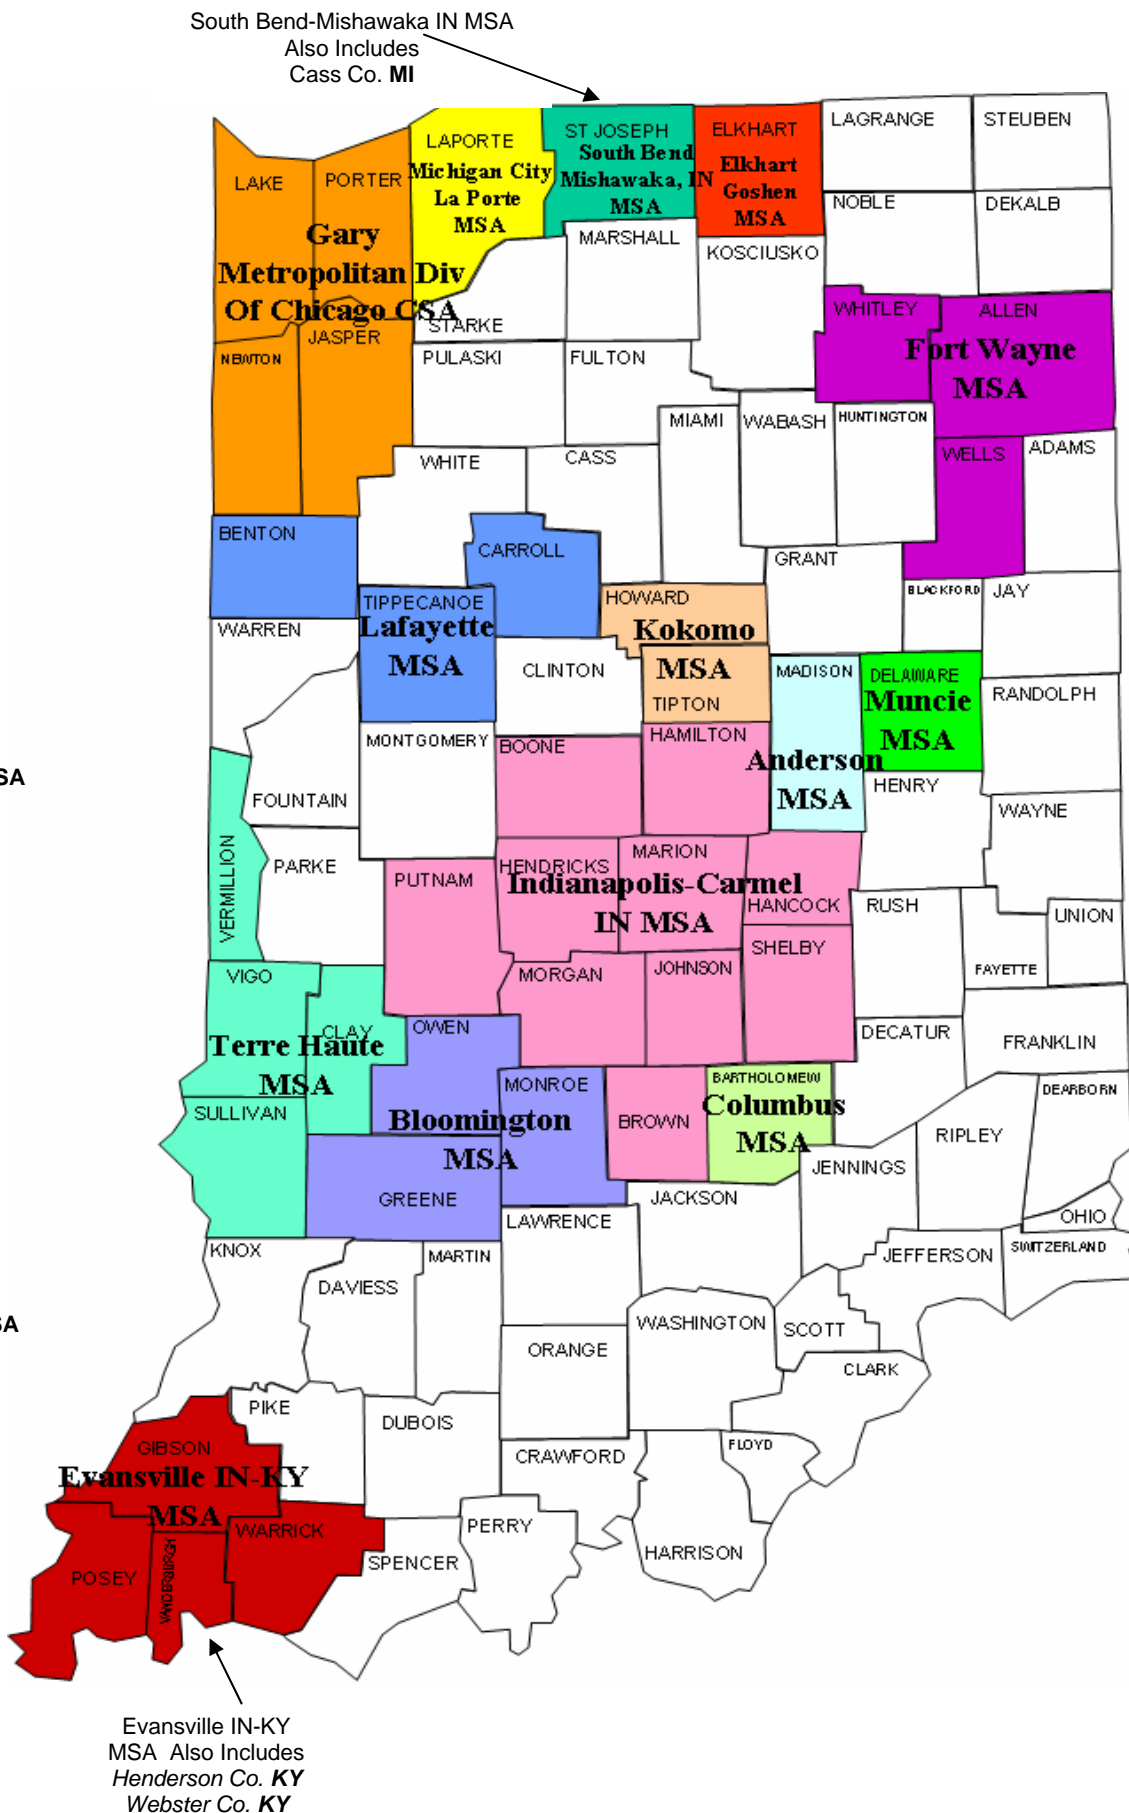 South Bend-Mishawaka IN MSA
Also Includes
Cass Co. MI
LAKE
PORTER
LAPORTE
Michigan City
La Porte
MSA
ST JOSEPH
South Bend
Mishawaka, IN
MSA
ELKHART
Elkhart
Goshen
MSA
LAGRANGE
STEUBEN
NOBLE
DEKALB
Gary
Metropolitan Div
Of Chicago CSA
MARSHALL
KOSCIUSKO
STARKE
WHITLEY
ALLEN
Fort Wayne
MSA
NEWTON
JASPER
PULASKI
FULTON
MIAMI
WABASH
HUNTINGTON
WELLS
ADAMS
WHITE
CASS
BENTON
CARROLL
GRANT
BLACKFORD
JAY
TIPPECANOE
Lafayette
MSA
HOWARD
Kokomo
MSA
TIPTON
WARREN
CLINTON
MADISON
Anderson
MSA
DELAWARE
Muncie
MSA
RANDOLPH
MONTGOMERY
BOONE
HAMILTON
HENRY
SA
FOUNTAIN
WAYNE
VERMILLION
PARKE
PUTNAM
HENDRICKS
MARION
Indianapolis-Carmel
IN MSA
HANCOCK
RUSH
UNION
FAYETTE
SHELBY
VIGO
MORGAN
JOHNSON
CLAY
OWEN
DECATUR
FRANKLIN
Terre Haute
MSA
SULLIVAN
MONROE
BROWN
BARTHOLOMEW
Columbus
MSA
DEARBORN
Bloomington
MSA
RIPLEY
JENNINGS
GREENE
JACKSON
LAWRENCE
OHIO
KNOX
MARTIN
JEFFERSON
SWITZERLAND
DAVIESS
SA
WASHINGTON
SCOTT
ORANGE
CLARK
PIKE
DUBOIS
GIBSON
Evansville IN-KY
MSA
CRAWFORD
FLOYD
WARRICK
PERRY
HARRISON
SPENCER
POSEY
VANDERBURGH
Evansville IN-KY
MSA Also Includes
Henderson Co. KY
Webster Co. KY